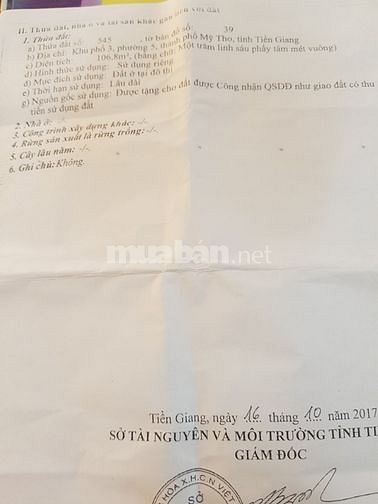 II. Thửa đất, nhà ở và tài sản khác gắn liền với đất
1. Thửa đất:
a) Thửa đất số: 545, tờ bản đồ số: 39
b) Địa chỉ: Khu phố 3, phường 5, thành phố Mỹ Tho, tỉnh Tiền Giang
c) Diện tích: 106,8m², (bằng chữ: Một trăm linh sáu phẩy tám mét vuông)
d) Hình thức sử dụng: Sử dụng riêng
đ) Mục đích sử dụng: Đất ở tại đô thị
e) Thời hạn sử dụng: Lâu dài
g) Nguồn gốc sử dụng: Được tặng cho đất được Công nhận QSDĐ như giao đất có thu
tiền sử dụng đất
2. Nhà ở: -/-
3. Công trình xây dựng khác: -/-
4. Rừng sản xuất là rừng trồng: -/-
5. Cây lâu năm: -/-
6. Ghi chú: Không.
muabán.net
Tiền Giang, ngày 16 tháng 10 năm 2017
SỞ TÀI NGUYÊN VÀ MÔI TRƯỜNG TỈNH TI
GIÁM ĐỐC
HÒA X.H.C.N VIỆT
SỞ